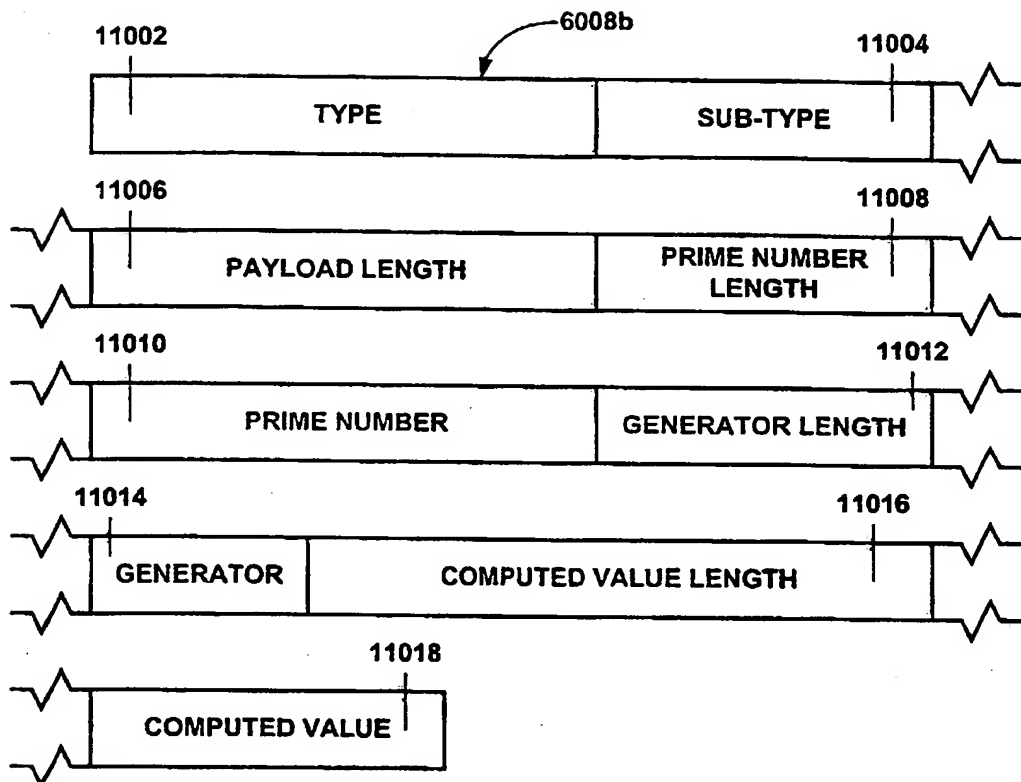 6008b
11002
11004
TYPE
SUB-TYPE
11006
11008
PAYLOAD LENGTH
PRIME NUMBER
LENGTH
11010
11012
PRIME NUMBER
GENERATOR LENGTH
11014
11016
GENERATOR
COMPUTED VALUE LENGTH
11018
COMPUTED VALUE